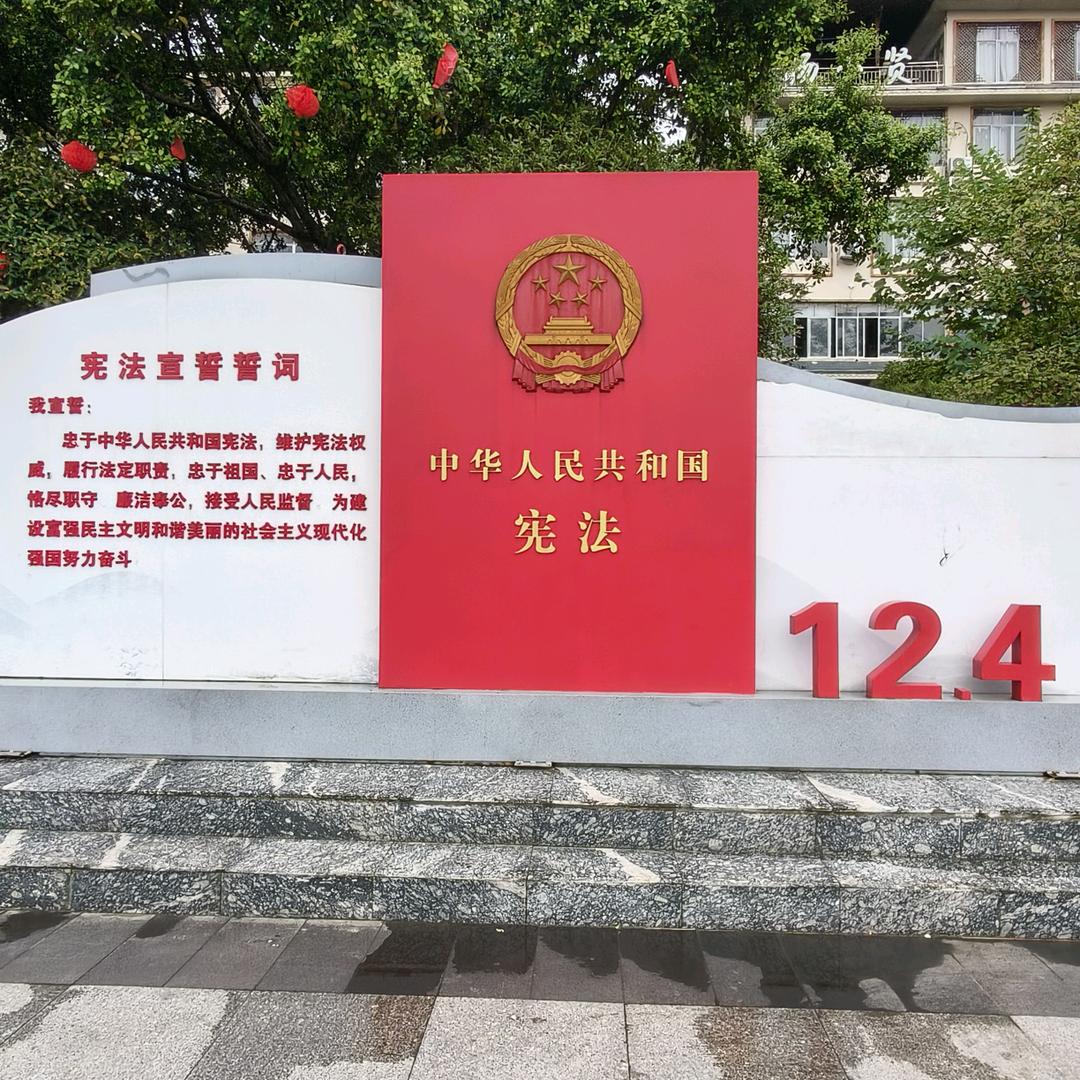 汤 贤
宪法宣誓誓词
我宣誓：
忠于中华人民共和国宪法，维护宪法权
威，履行法定职责，忠于祖国、忠于人民，
恪尽职守 廉洁奉公，接受人民监督 为建
设富强民主文明和谐美丽的社会主义现代化
强国努力奋斗
中华人民共和国
宪法
12.4